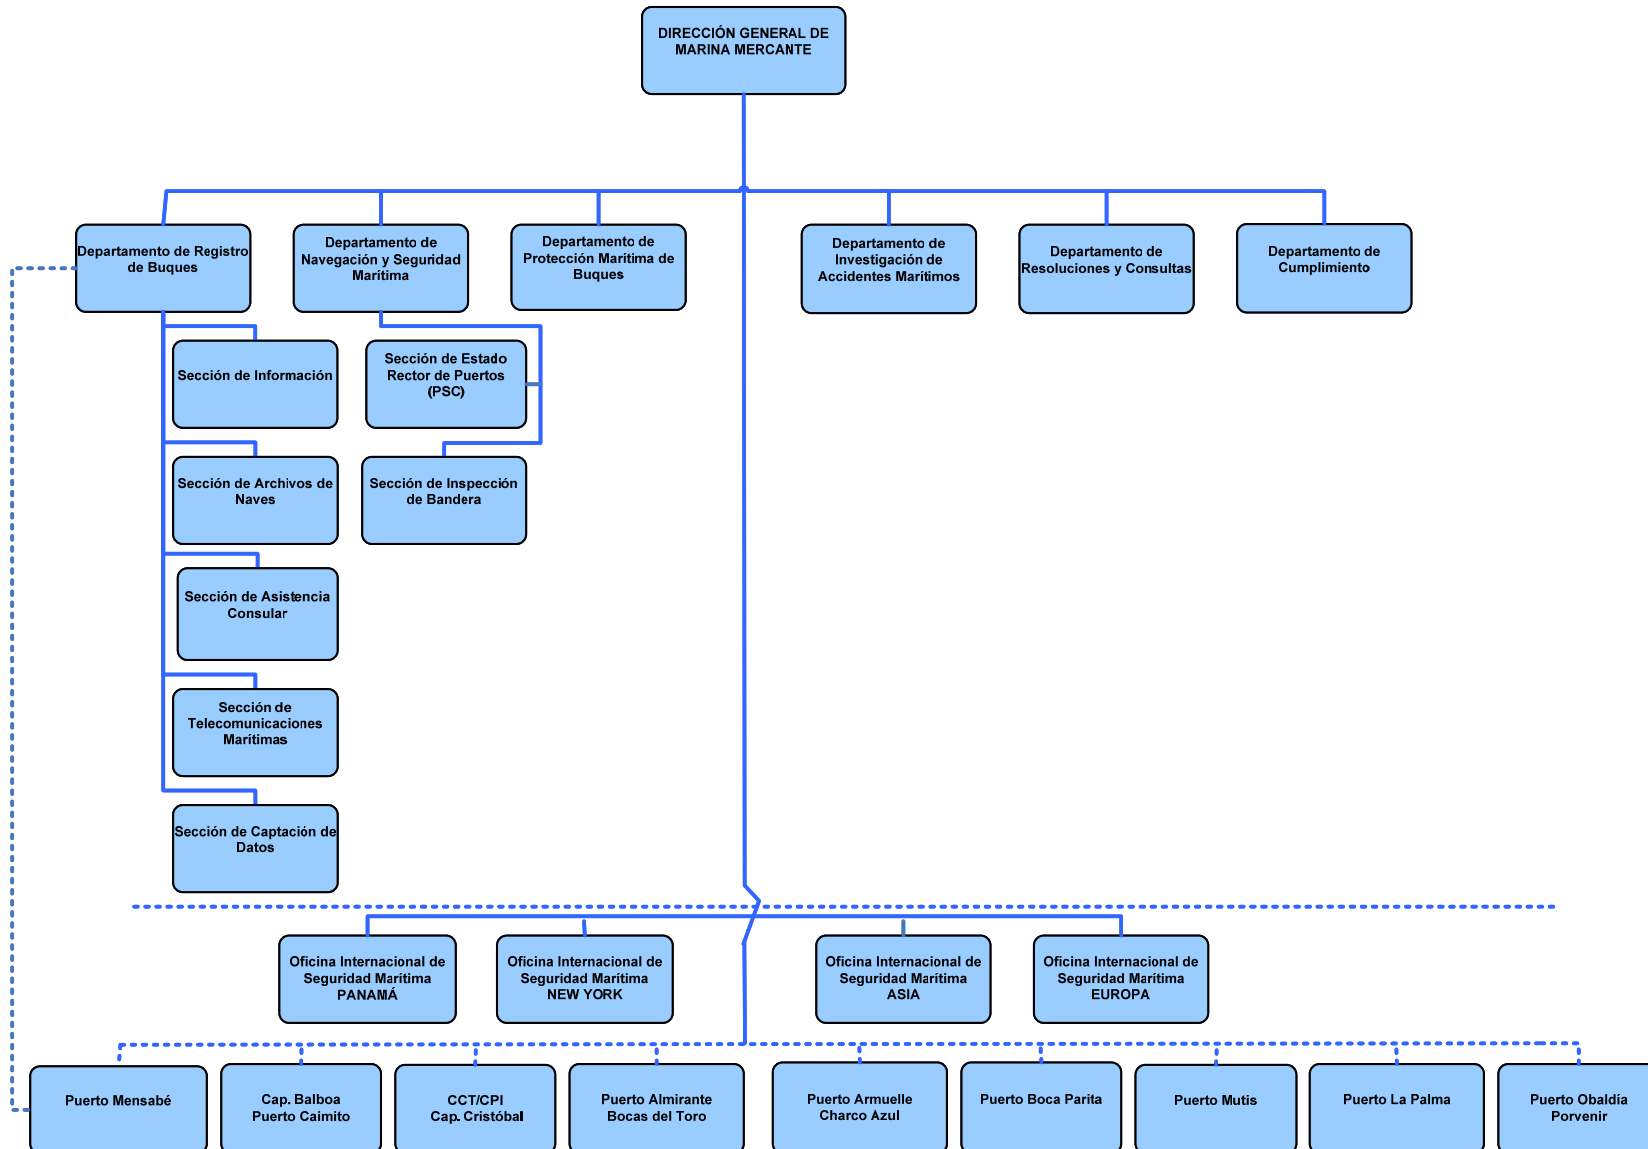 DIRECCIÓN GENERAL DE
MARINA MERCANTE
Departamento de Registro
de Buques
Departamento de
Navegación y Seguridad
Marítima
Departamento de
Protección Marítima de
Buques
Departamento de
Investigación de
Accidentes Marítimos
Departamento de
Resoluciones y Consultas
Departamento de
Cumplimiento
Sección de Información
Sección de Estado
Rector de Puertos
(PSC)
Sección de Archivos de
Naves
Sección de Inspección
de Bandera
Sección de Asistencia
Consular
Sección de
Telecomunicaciones
Marítimas
Sección de Captación de
Datos
Oficina Internacional de
Seguridad Marítima
PANAMÁ
Oficina Internacional de
Seguridad Marítima
NEW YORK
Oficina Internacional de
Seguridad Marítima
ASIA
Oficina Internacional de
Seguridad Marítima
EUROPA
Puerto Mensabé
Cap. Balboa
Puerto Caimito
CCT/CPI
Cap. Cristóbal
Puerto Almirante
Bocas del Toro
Puerto Armuelle
Charco Azul
Puerto Boca Parita
Puerto Mutis
Puerto La Palma
Puerto Obaldía
Porvenir